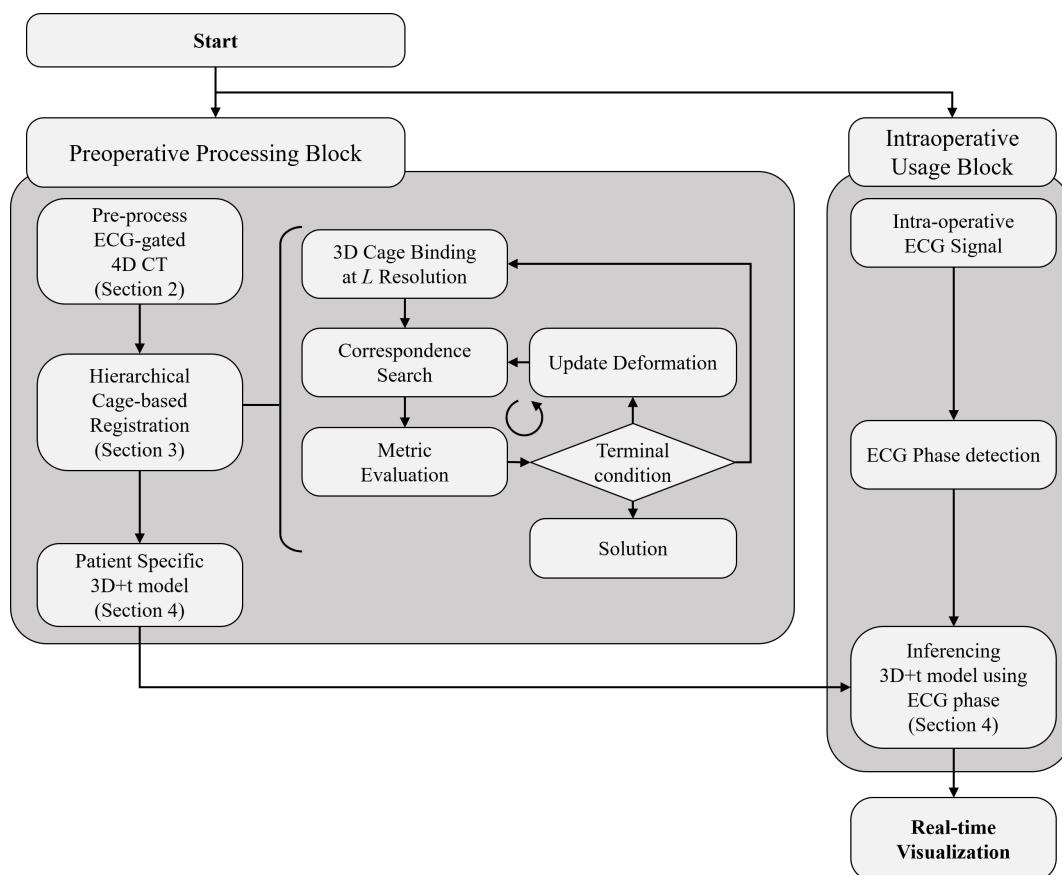 Start
Preoperative Processing Block
Pre-process
ECG-gated
4D CT
(Section 2)
Hierarchical
Cage-based
Registration
(Section 3)
Patient Specific
3D+t model
(Section 4)
3D Cage Binding
at L Resolution
Correspondence
Search
Update Deformation
Metric
Evaluation
Terminal
condition
Solution
Intraoperative
Usage Block
Intra-operative
ECG Signal
ECG Phase detection
Inferencing
3D+t model using
ECG phase
(Section 4)
Real-time
Visualization